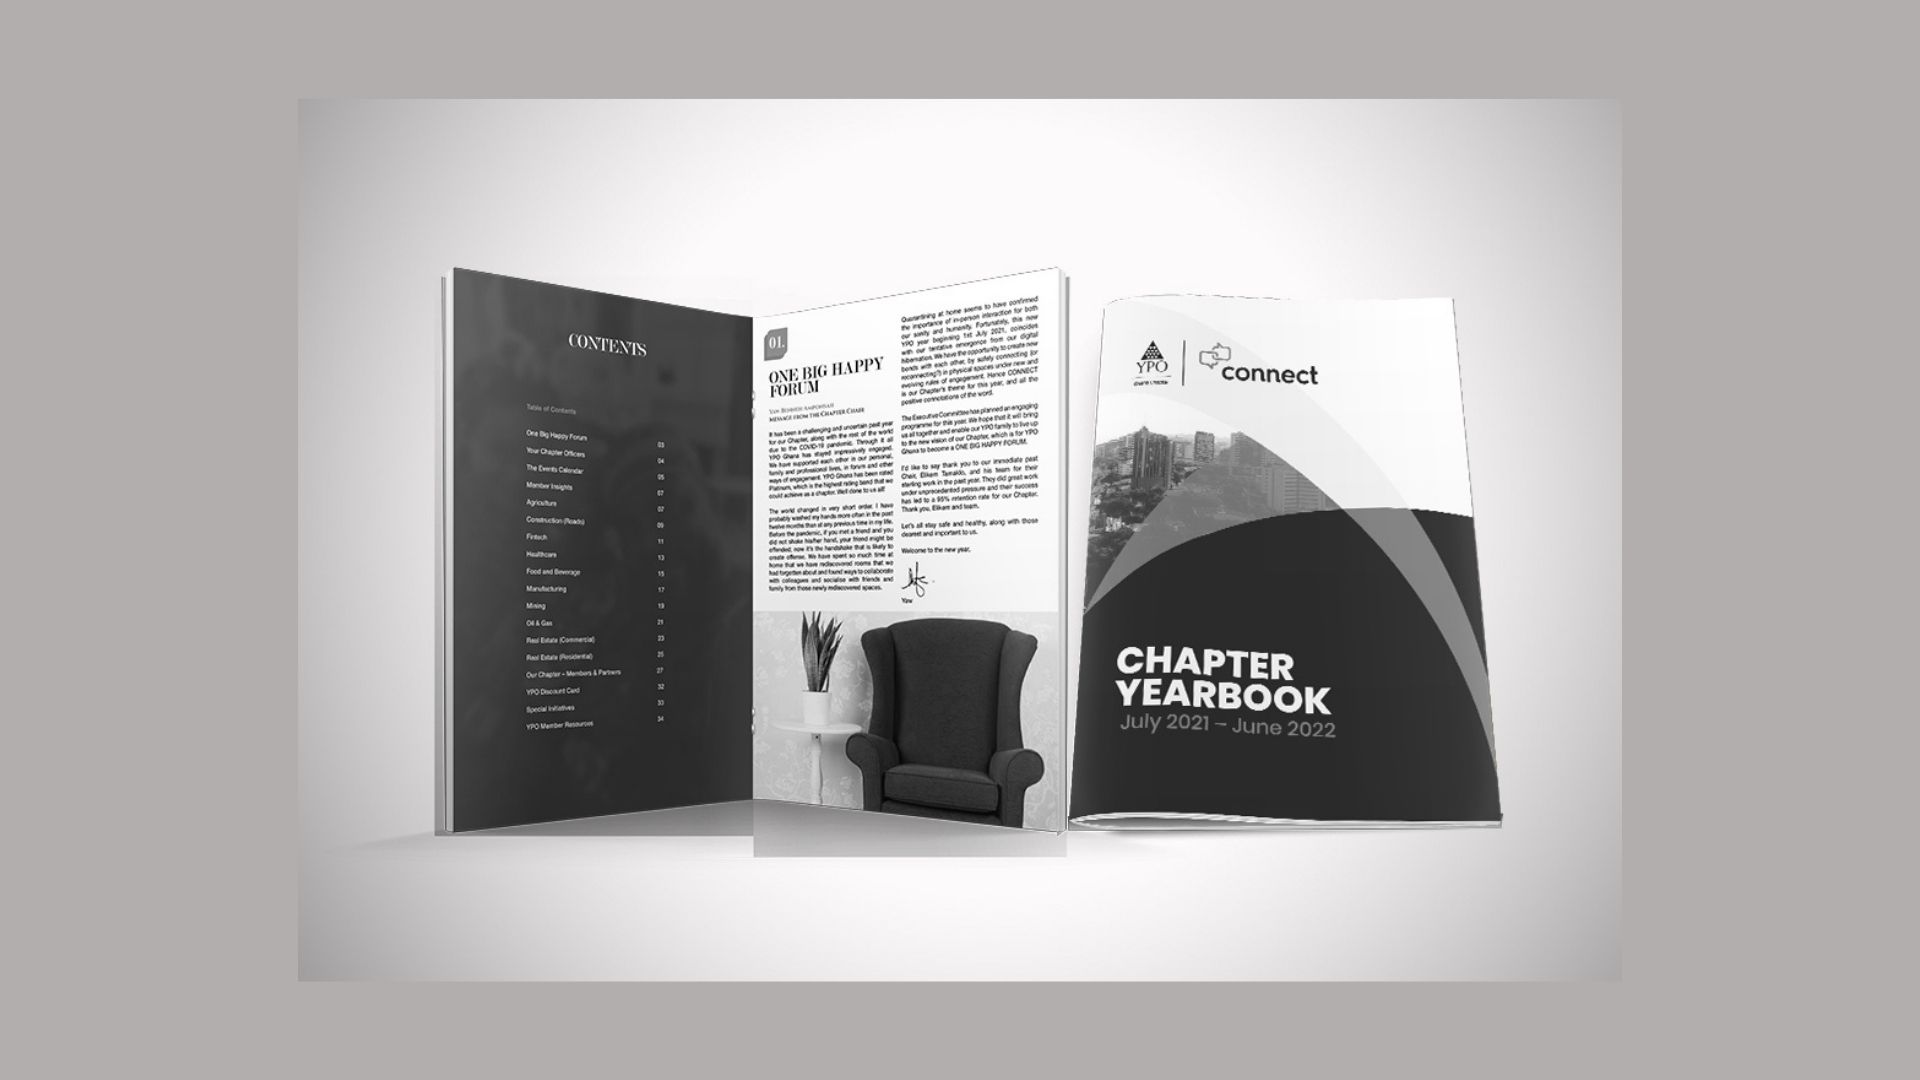 CONTENTS
Table of Contents
One Big Happy Forum 03
Your Chapter Officers 04
The Events Calendar 05
Member Insights 07
Agriculture 07
Construction (Roads) 09
Fintech 11
Healthcare 13
Food and Beverage 15
Manufacturing 17
Mining 19
Oil & Gas 21
Real Estate (Commercial) 23
Real Estate (Residential) 25
Our Chapter – Members & Partners 27
YPO Discount Card 32
Special Initiatives 33
YPO Member Resources 34
01.
ONE BIG HAPPY
FORUM
MESSAGE FROM THE CHAPTER CHAIR
It has been a challenging and uncertain past year
for our Chapter, along with the rest of the world
due to the COVID-19 pandemic. Through it all
YPO Ghana has stayed impressively engaged.
We have supported each other in our personal,
family and professional lives, in forum and other
ways of engagement. YPO Ghana has been rated
Platinum, which is the highest rating band that we
could achieve as a chapter. Well done to us all!
The world changed in very short order. I have
probably washed my hands more often in the past
twelve months than at any previous time in my life.
Before the pandemic, if you met a friend and you
did not shake his/her hand, your friend might be
offended, now it's the handshake that is likely to
create offense. We have spent so much time at
home that we have rediscovered rooms that we
had forgotten about and found ways to collaborate
with colleagues and socialise with friends and
family from those newly rediscovered spaces.
Quarantining at home seems to have confirmed
the importance of in-person interaction for both
our sanity and humanity. Fortunately, this new
YPO year beginning 1st July 2021, coincides
with our tentative emergence from our digital
hibernation. We have the opportunity to create new
bonds with each other, by safely connecting (or
reconnecting?) in physical spaces under new and
evolving rules of engagement. Hence CONNECT
is our Chapter's theme for this year, and all the
positive connotations of the word.
The Executive Committee has planned an engaging
programme for this year. We hope that it will bring
us all together and enable our YPO family to live up
to the new vision of our Chapter, which is for YPO
Ghana to become a ONE BIG HAPPY FORUM.
I'd like to say thank you to our immediate past
Chair, Elikem Tamaklo, and his team for their
sterling work in the past year. They did great work
under unprecedented pressure and their success
has led to a 95% retention rate for our Chapter.
Thank you, Elikem and team.
Let's all stay safe and healthy, along with those
dearest and important to us.
Welcome to the new year,
Yaw
YPO
connect
CHAPTER
YEARBOOK
July 2021 – June 2022